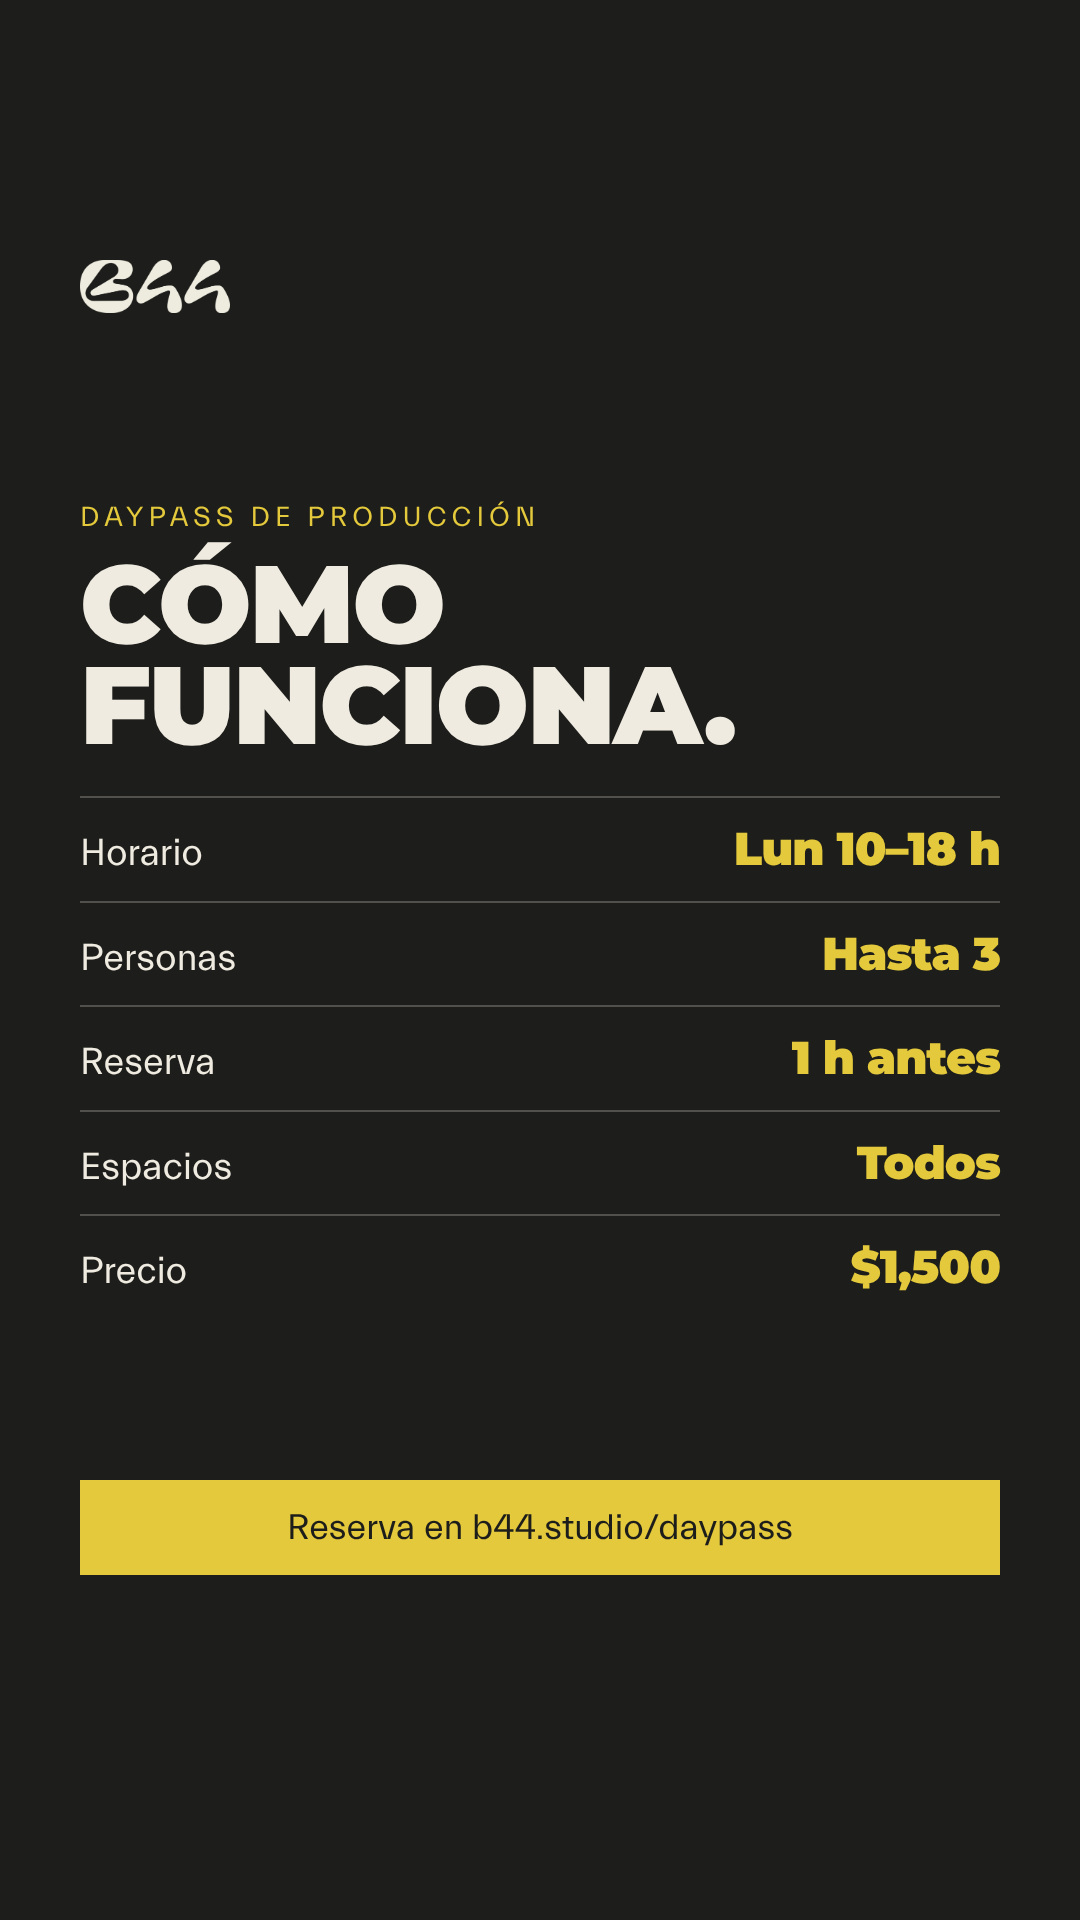 B44
DAYPASS DE PRODUCCIÓN
CÓMO
FUNCIONA.
Horario Lun 10–18 h
Personas Hasta 3
Reserva 1 h antes
Espacios Todos
Precio $1,500
Reserva en b44.studio/daypass